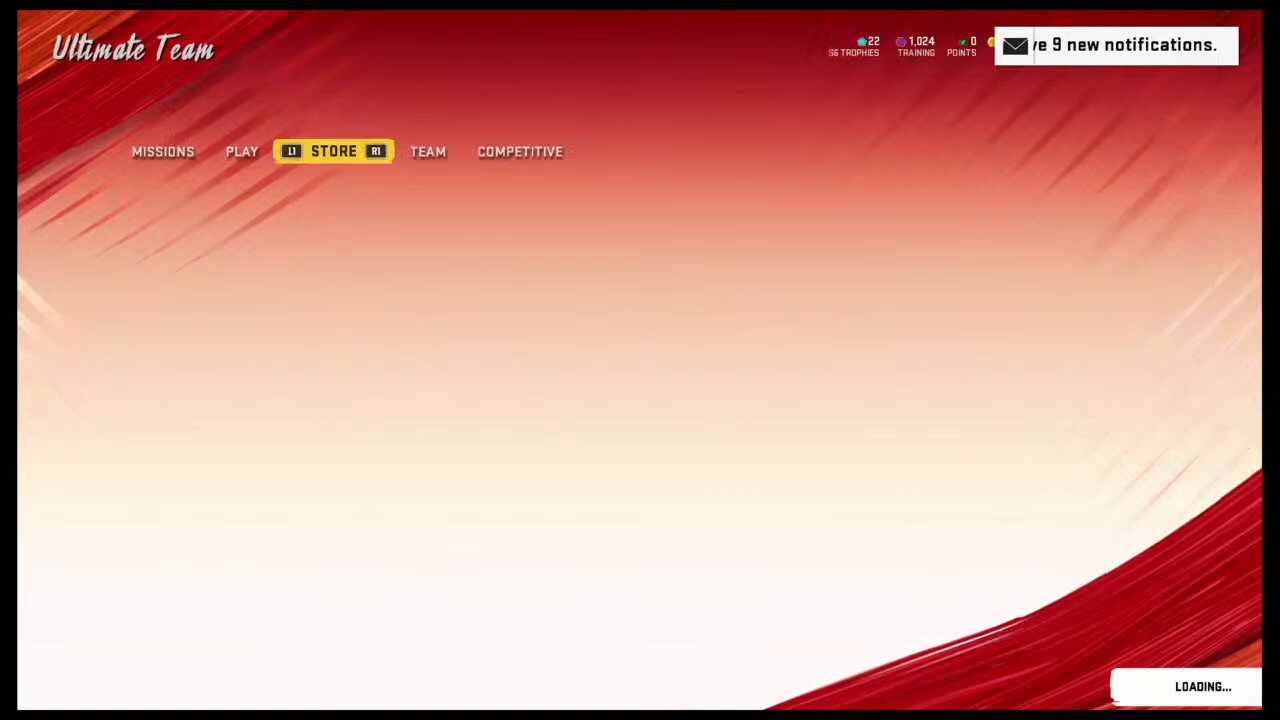 Ultimate Team
22
S6 TROPHIES
1,024
TRAINING
0
POINTS
ve 9 new notifications.
MISSIONS
PLAY
L1 STORE R1
TEAM
COMPETITIVE
LOADING...